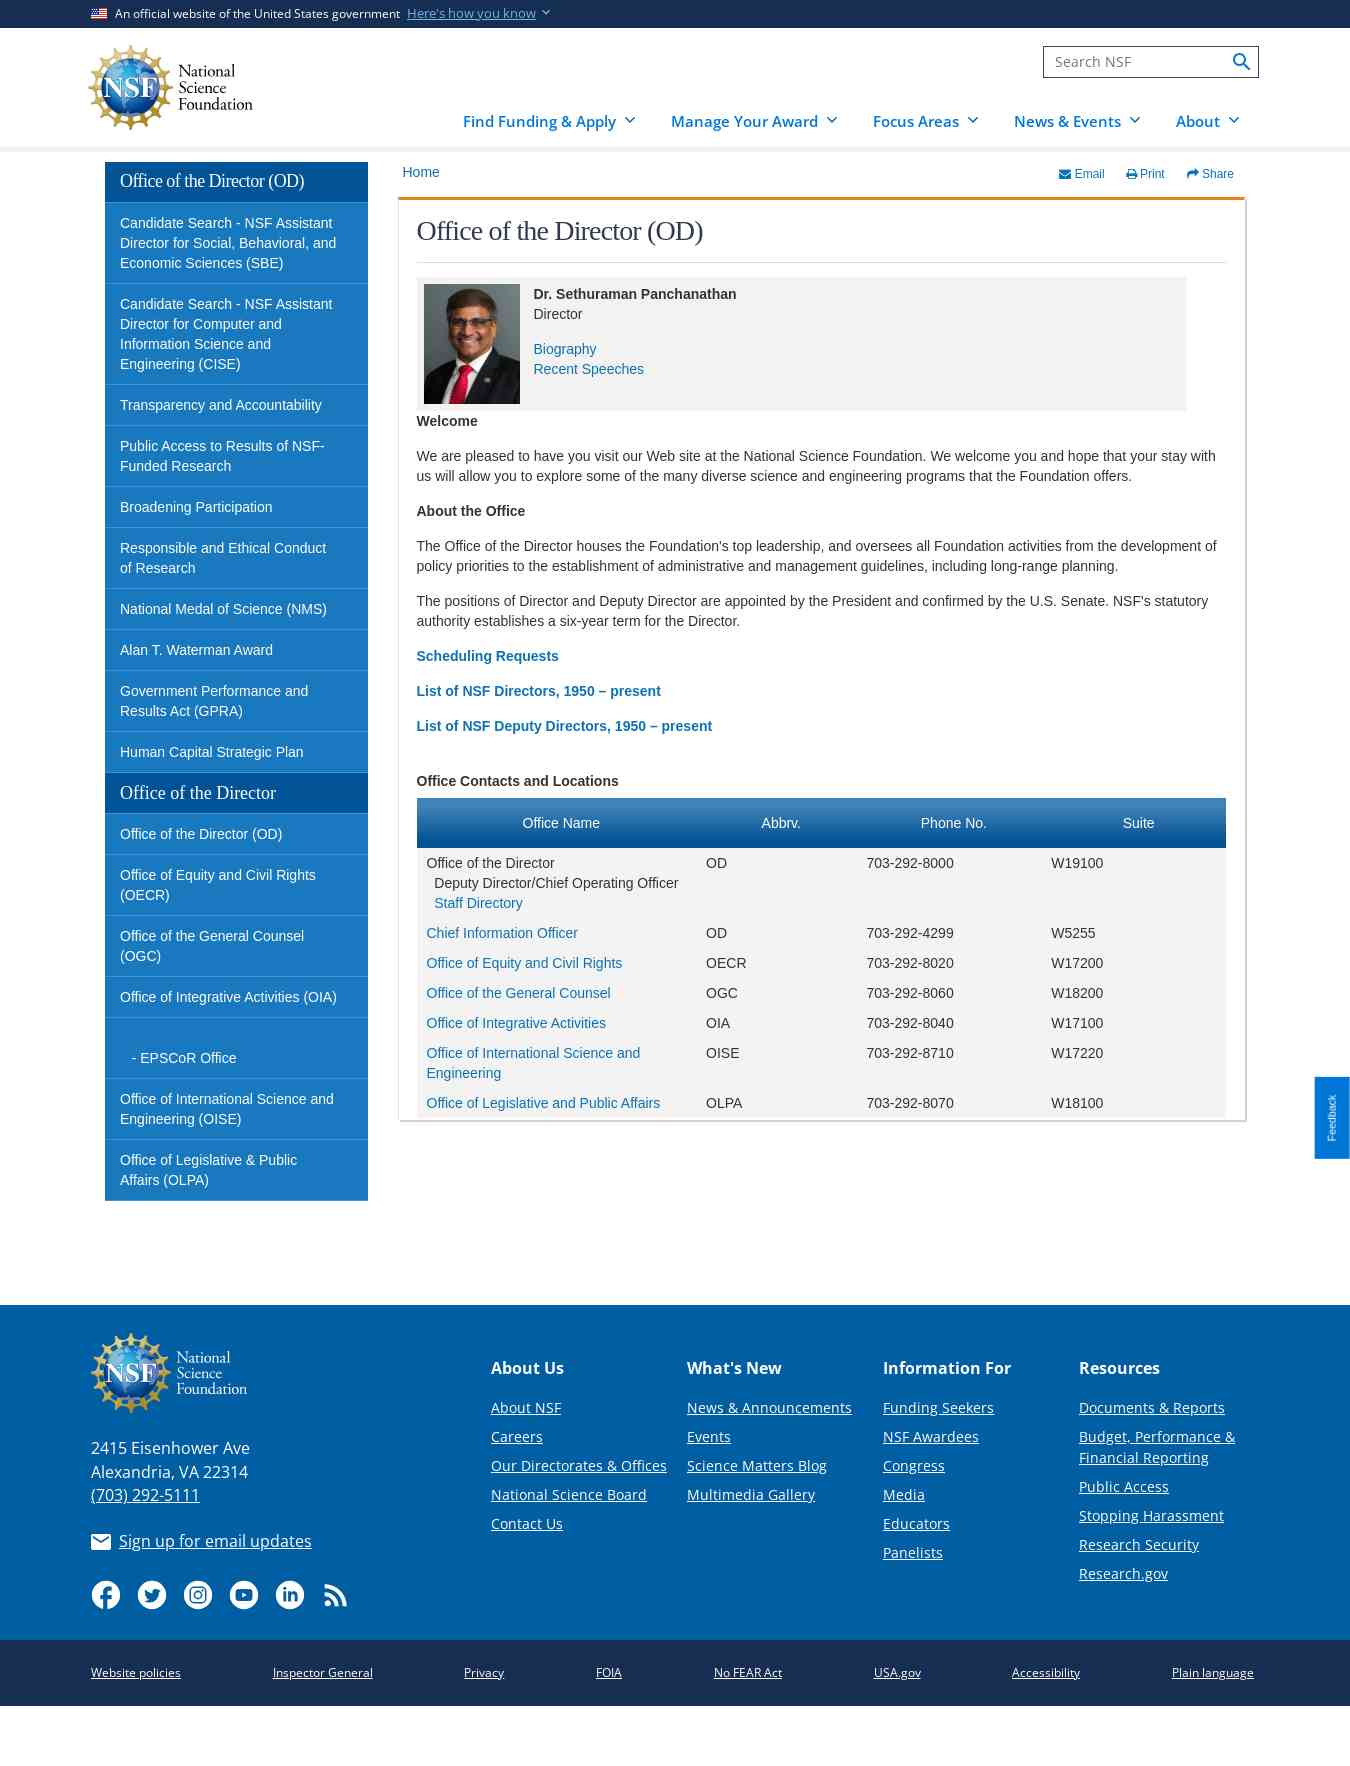 An official website of the United States government Here's how you know
NSF
National
Science
Foundation
Search NSF
Find Funding & Apply
Manage Your Award
Focus Areas
News & Events
About
Office of the Director (OD)
Candidate Search - NSF Assistant
Director for Social, Behavioral, and
Economic Sciences (SBE)
Candidate Search - NSF Assistant
Director for Computer and
Information Science and
Engineering (CISE)
Transparency and Accountability
Public Access to Results of NSF-
Funded Research
Broadening Participation
Responsible and Ethical Conduct
of Research
National Medal of Science (NMS)
Alan T. Waterman Award
Government Performance and
Results Act (GPRA)
Human Capital Strategic Plan
Office of the Director
Office of the Director (OD)
Office of Equity and Civil Rights
(OECR)
Office of the General Counsel
(OGC)
Office of Integrative Activities (OIA)
- EPSCoR Office
Office of International Science and
Engineering (OISE)
Office of Legislative & Public
Affairs (OLPA)
Home
Email
Print
Share
Office of the Director (OD)
Dr. Sethuraman Panchanathan
Director
Biography
Recent Speeches
Welcome
We are pleased to have you visit our Web site at the National Science Foundation. We welcome you and hope that your stay with
us will allow you to explore some of the many diverse science and engineering programs that the Foundation offers.
About the Office
The Office of the Director houses the Foundation's top leadership, and oversees all Foundation activities from the development of
policy priorities to the establishment of administrative and management guidelines, including long-range planning.
The positions of Director and Deputy Director are appointed by the President and confirmed by the U.S. Senate. NSF's statutory
authority establishes a six-year term for the Director.
Scheduling Requests
List of NSF Directors, 1950 – present
List of NSF Deputy Directors, 1950 – present
Office Contacts and Locations
Office Name Abbrv. Phone No. Suite
Office of the Director OD 703-292-8000 W19100
Deputy Director/Chief Operating Officer
Staff Directory
Chief Information Officer OD 703-292-4299 W5255
Office of Equity and Civil Rights OECR 703-292-8020 W17200
Office of the General Counsel OGC 703-292-8060 W18200
Office of Integrative Activities OIA 703-292-8040 W17100
Office of International Science and OISE 703-292-8710 W17220
Engineering
Office of Legislative and Public Affairs OLPA 703-292-8070 W18100
Feedback
NSF
National
Science
Foundation
2415 Eisenhower Ave
Alexandria, VA 22314
(703) 292-5111
Sign up for email updates
About Us
About NSF
Careers
Our Directorates & Offices
National Science Board
Contact Us
What's New
News & Announcements
Events
Science Matters Blog
Multimedia Gallery
Information For
Funding Seekers
NSF Awardees
Congress
Media
Educators
Panelists
Resources
Documents & Reports
Budget, Performance &
Financial Reporting
Public Access
Stopping Harassment
Research Security
Research.gov
Website policies Inspector General Privacy FOIA No FEAR Act USA.gov Accessibility Plain language